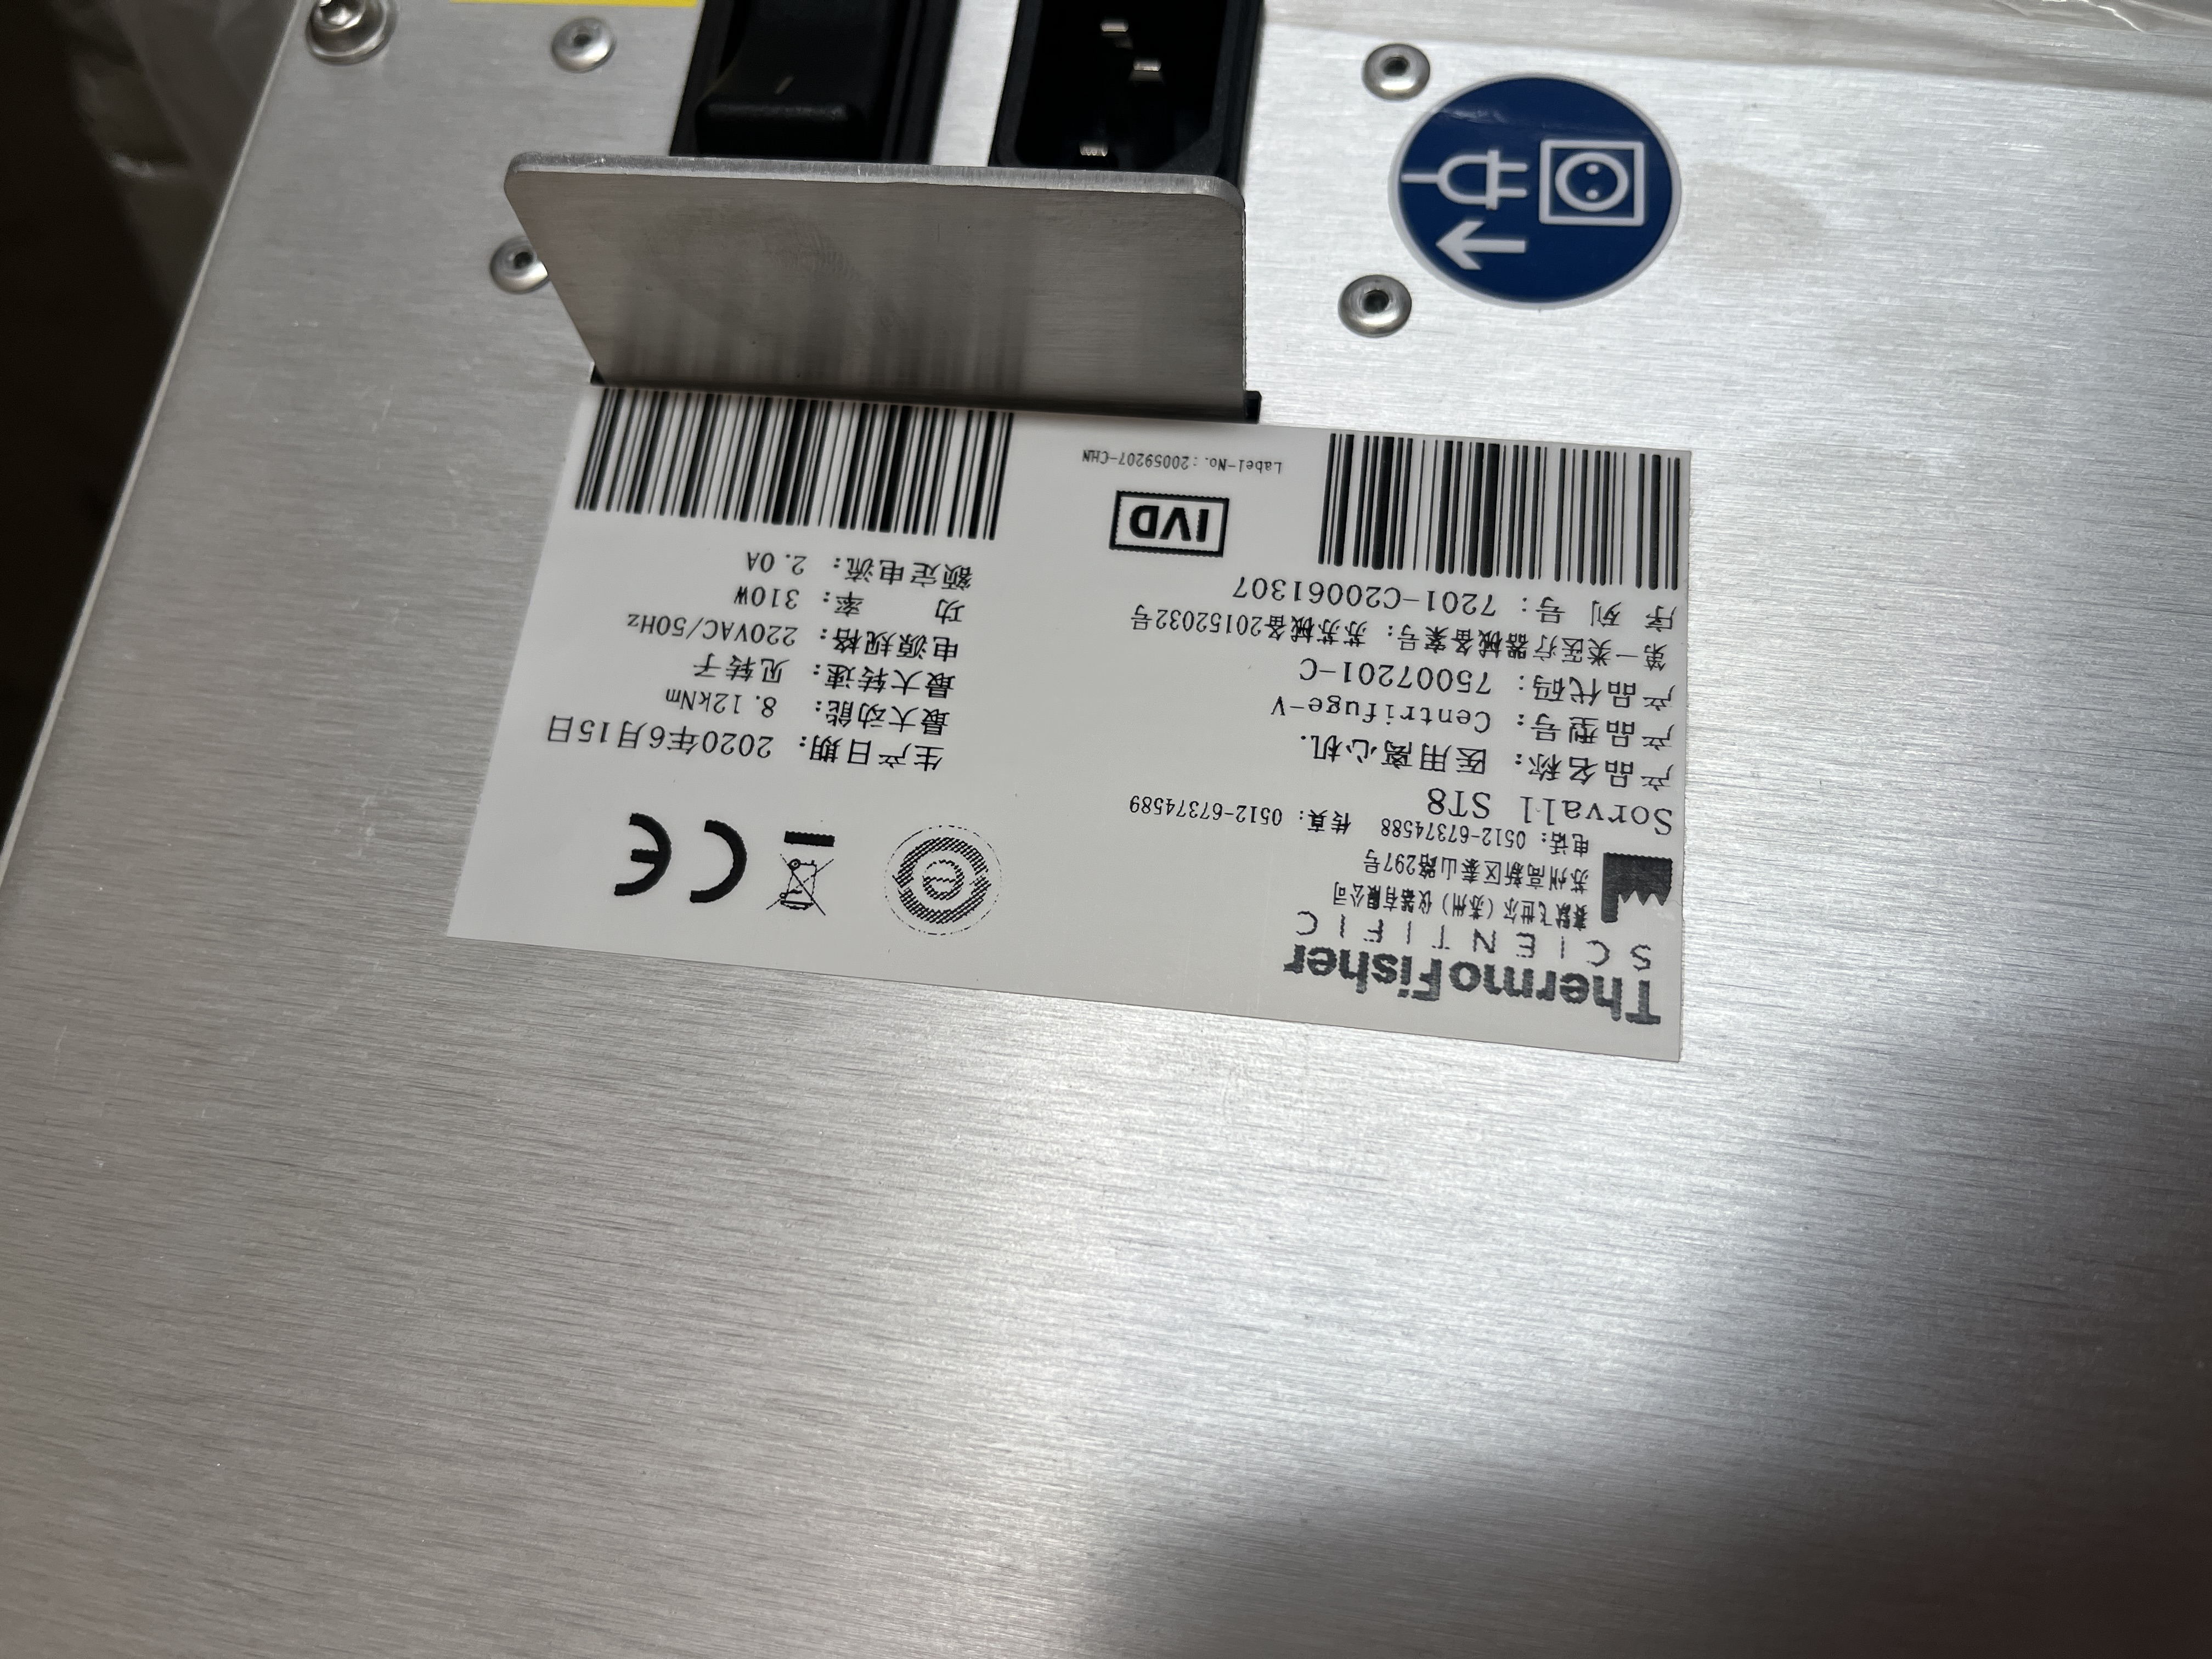 ThermoFisher
SCIENTIFIC
赛默飞世尔（苏州）仪器有限公司
苏州高新区泰山路297号
电话：0512-67374588 传真：0512-67374589
Sorvall ST8
产品名称：医用离心机.
产品型号：Centrifuge-V
产品代码：75007201-C
第一类医疗器械备案号：苏苏械备20152032号
序 列 号：7201-C20061307
IVD
Label-No.:20059207-CHN
e
CE
生产日期：2020年6月15日
最大动能：8.12kNm
最大转速：见转子
电源规格：220VAC/50Hz
功 率：310W
额定电流：2.0A